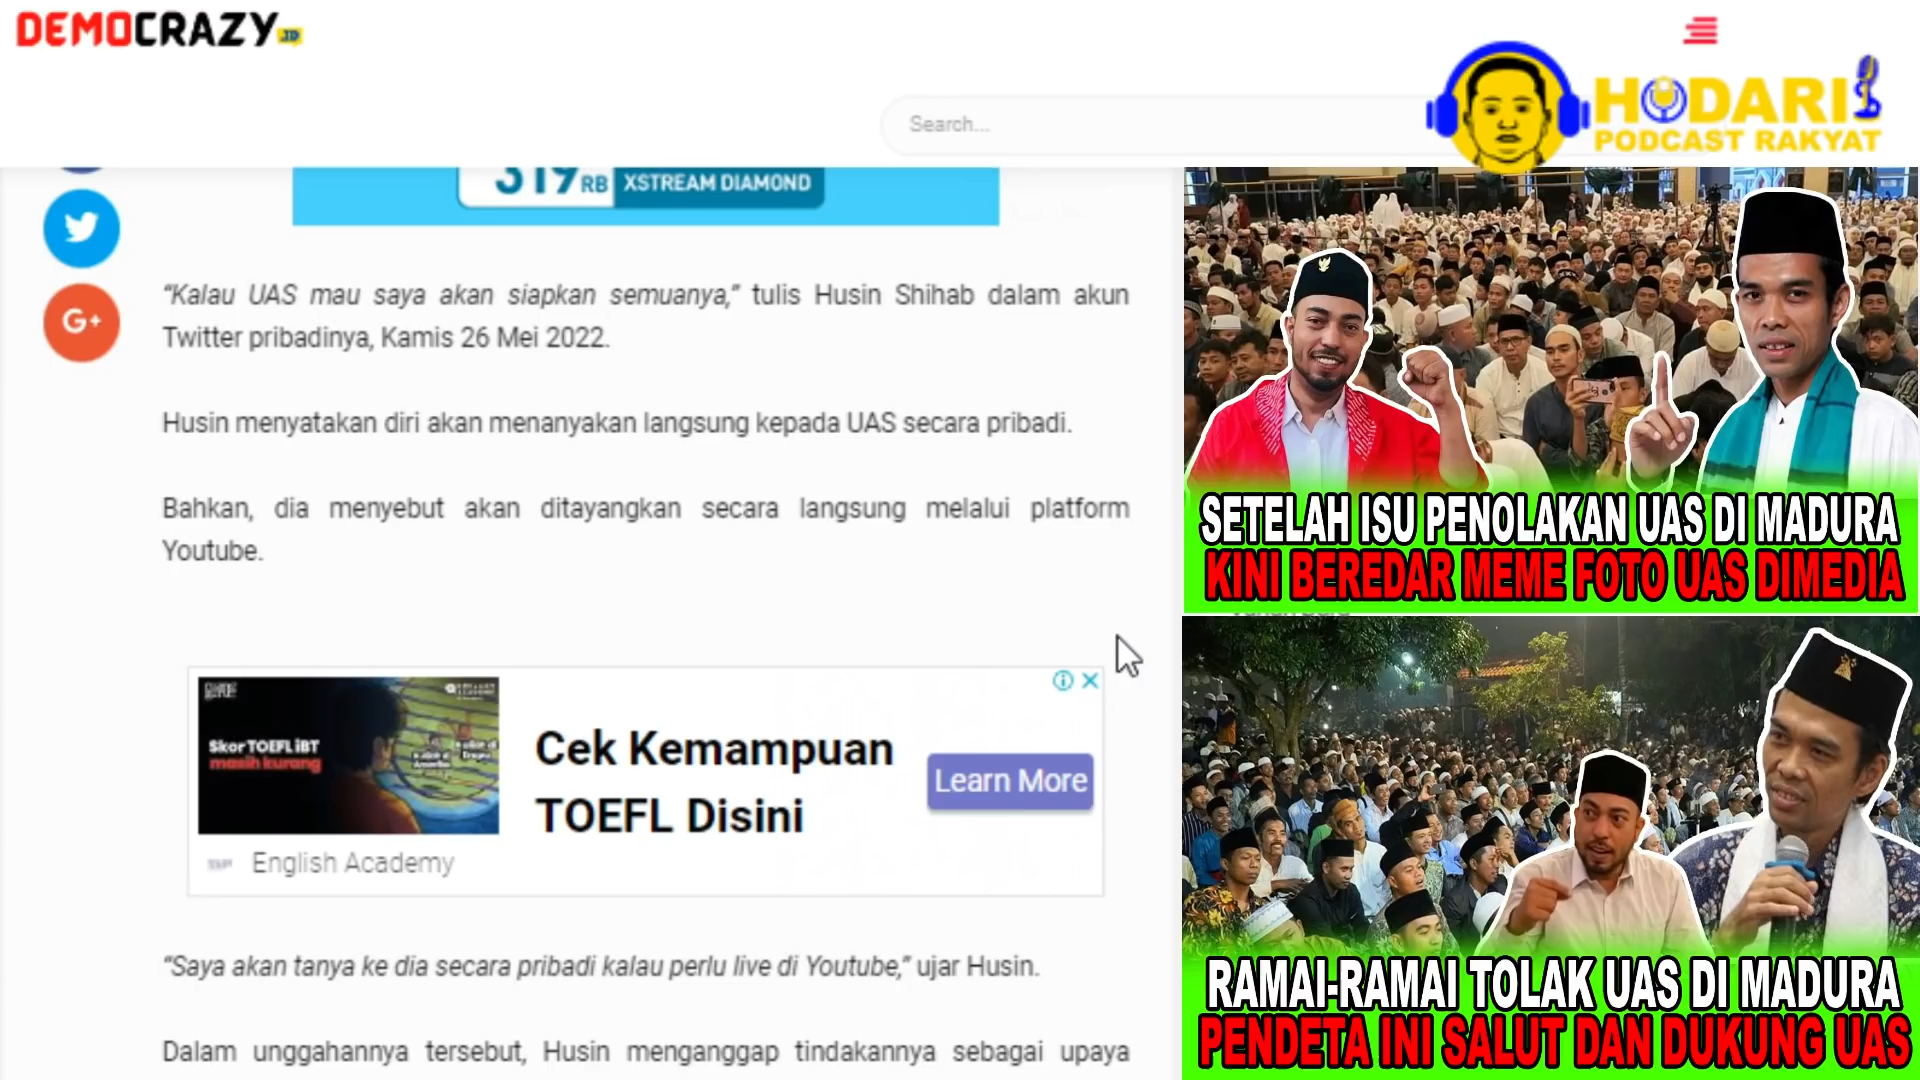 DEMOCRAZY.ID
HODARI
PODCAST RAKYAT
Search...
319 RB XSTREAM DIAMOND
G+
“Kalau UAS mau saya akan siapkan semuanya,” tulis Husin Shihab dalam akun
Twitter pribadinya, Kamis 26 Mei 2022.
Husin menyatakan diri akan menanyakan langsung kepada UAS secara pribadi.
Bahkan, dia menyebut akan ditayangkan secara langsung melalui platform
Youtube.
Skor TOEFL iBT
masih kurang
Cek Kemampuan
TOEFL Disini
Learn More
English Academy
“Saya akan tanya ke dia secara pribadi kalau perlu live di Youtube,” ujar Husin.
Dalam unggahannya tersebut, Husin menganggap tindakannya sebagai upaya
SETELAH ISU PENOLAKAN UAS DI MADURA
KINI BEREDAR MEME FOTO UAS DIMEDIA
RAMAI-RAMAI TOLAK UAS DI MADURA
PENDETA INI SALUT DAN DUKUNG UAS